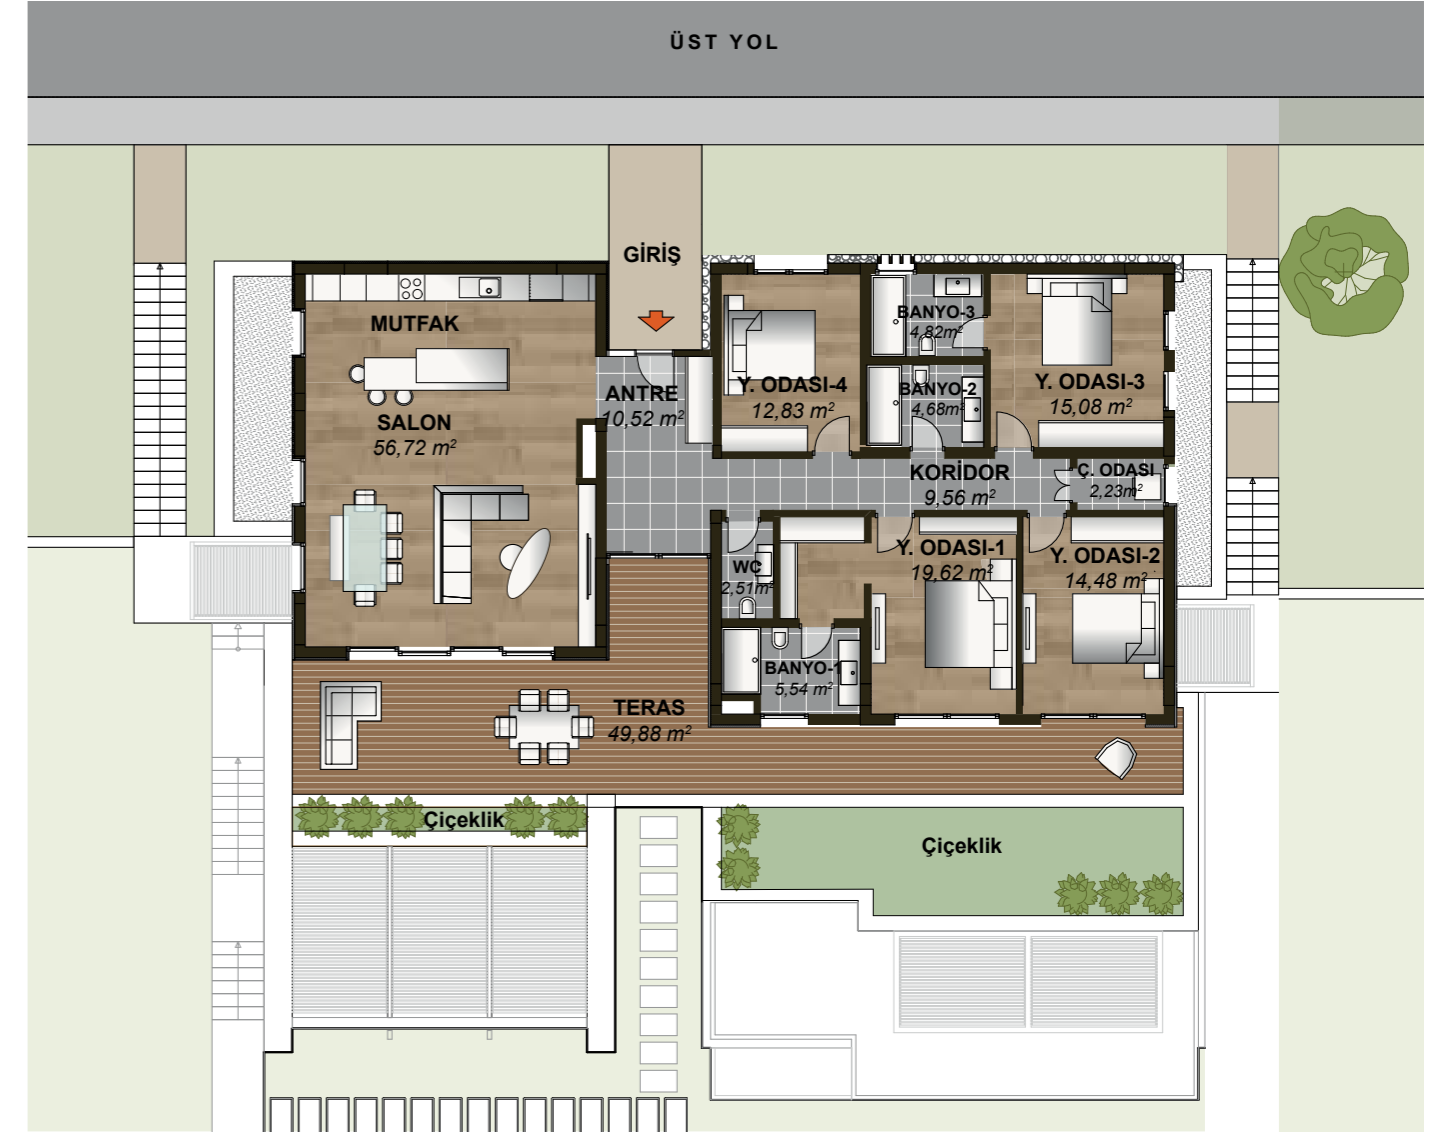 ÜST YOL
GİRİŞ
MUTFAK
SALON
56,72 m²
ANTRE
10,52 m²
Y. ODASI-4
12,83 m²
BANYO-3
4,82m²
BANYO-2
4,68m²
Y. ODASI-3
15,08 m²
KORİDOR
9,56 m²
Ç. ODASI
2,23m²
WC
2,51m²
Y. ODASI-1
19,62 m²
Y. ODASI-2
14,48 m²
BANYO-1
5,54 m²
TERAS
49,88 m²
Çiçeklik
Çiçeklik